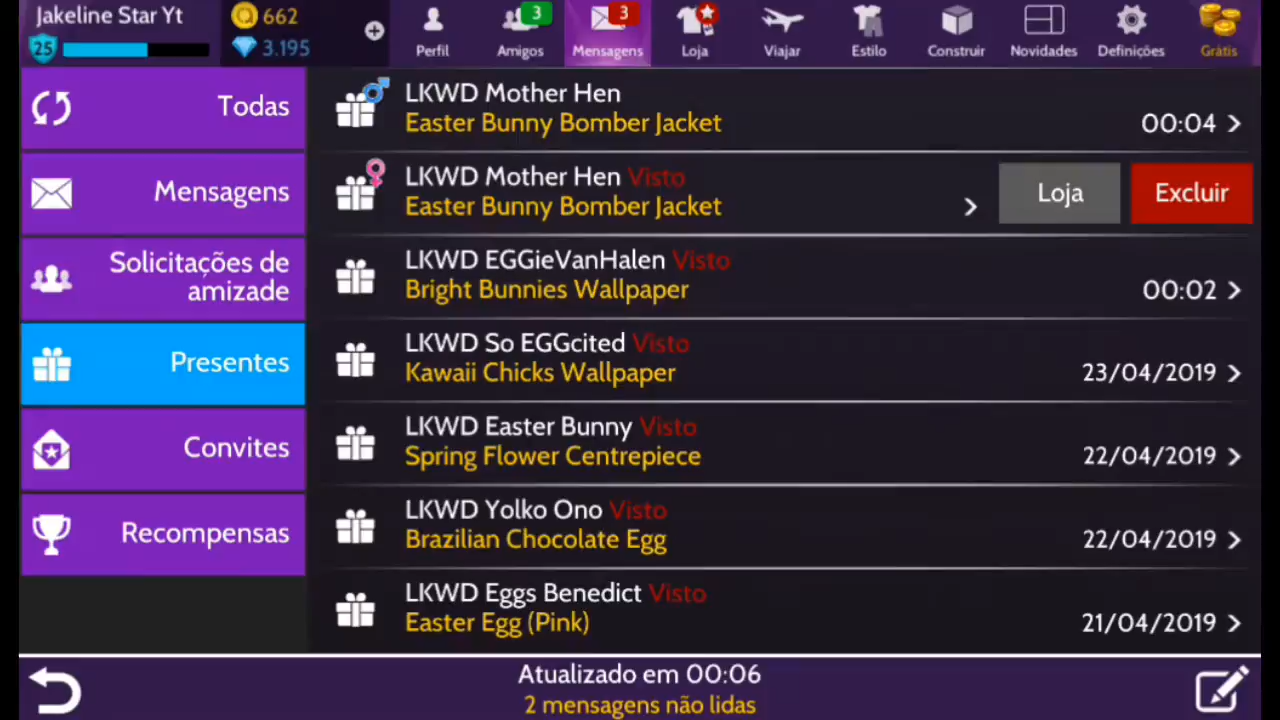 Jakeline Star Yt
25
662
3.195
Perfil
3
Amigos
3
Mensagens
Loja
Viajar
Estilo
Construir
Novidades
Definições
Grátis
Todas
Mensagens
Solicitações de
amizade
Presentes
Convites
Recompensas
LKWD Mother Hen
Easter Bunny Bomber Jacket
00:04
LKWD Mother Hen Visto
Easter Bunny Bomber Jacket
Loja
Excluir
LKWD EGGieVanHalen Visto
Bright Bunnies Wallpaper
00:02
LKWD So EGGcited Visto
Kawaii Chicks Wallpaper
23/04/2019
LKWD Easter Bunny Visto
Spring Flower Centrepiece
22/04/2019
LKWD Yolko Ono Visto
Brazilian Chocolate Egg
22/04/2019
LKWD Eggs Benedict Visto
Easter Egg (Pink)
21/04/2019
Atualizado em 00:06
2 mensagens não lidas